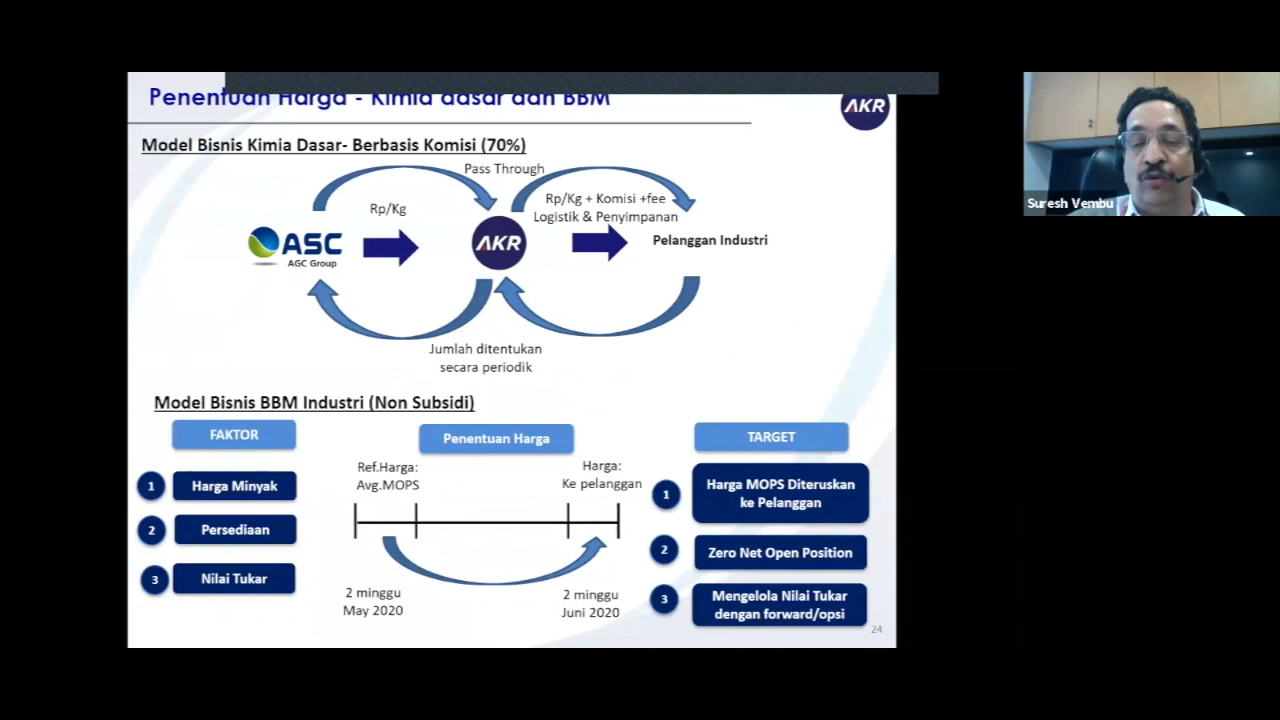 Penentuan Harga - Kimia dasar dan BBM
AKR
Model Bisnis Kimia Dasar- Berbasis Komisi (70%)
Pass Through
Rp/Kg
Rp/Kg + Komisi +fee
Logistik & Penyimpanan
ASC
AGC Group
AKR
Pelanggan Industri
Suresh Vembu
Jumlah ditentukan
secara periodik
Model Bisnis BBM Industri (Non Subsidi)
FAKTOR
1 Harga Minyak
2 Persediaan
3 Nilai Tukar
Penentuan Harga
Ref.Harga:
Avg.MOPS
Harga:
Ke pelanggan
2 minggu
May 2020
2 minggu
Juni 2020
TARGET
1 Harga MOPS Diteruskan
ke Pelanggan
2 Zero Net Open Position
3 Mengelola Nilai Tukar
dengan forward/opsi
24